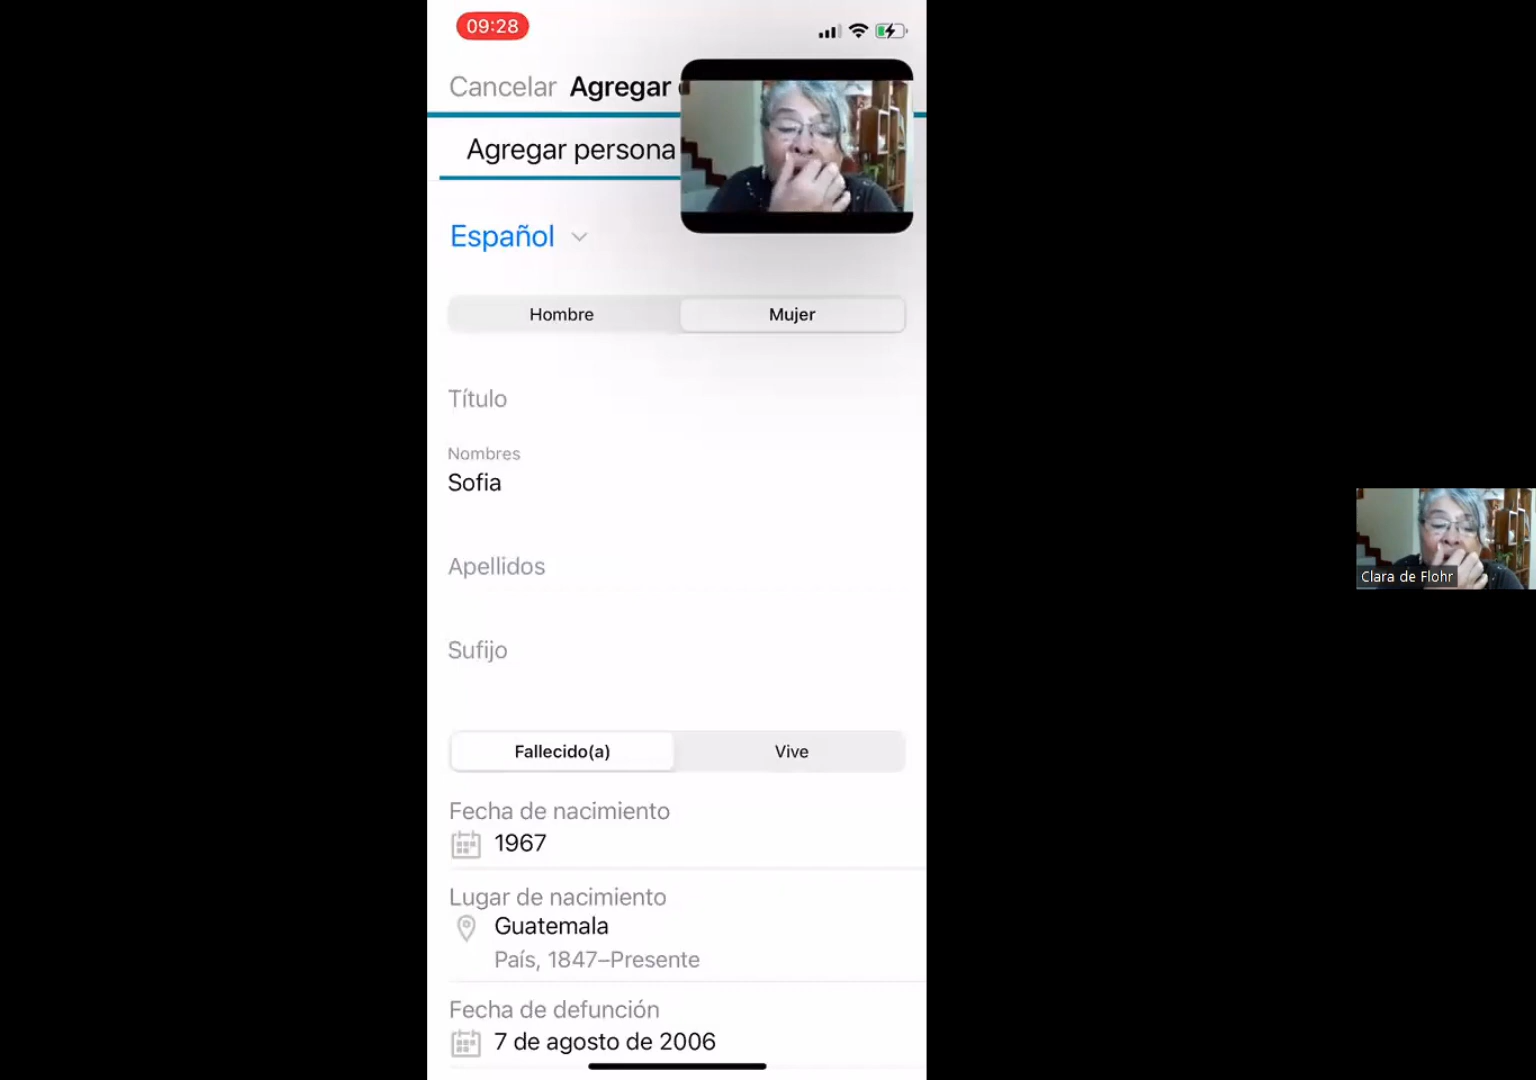 09:28
Cancelar Agregar
Agregar persona
Español
Hombre Mujer
Título
Nombres
Sofia
Apellidos
Sufijo
Fallecido(a) Vive
Fecha de nacimiento
1967
Lugar de nacimiento
Guatemala
País, 1847–Presente
Fecha de defunción
7 de agosto de 2006
Clara de Flohr